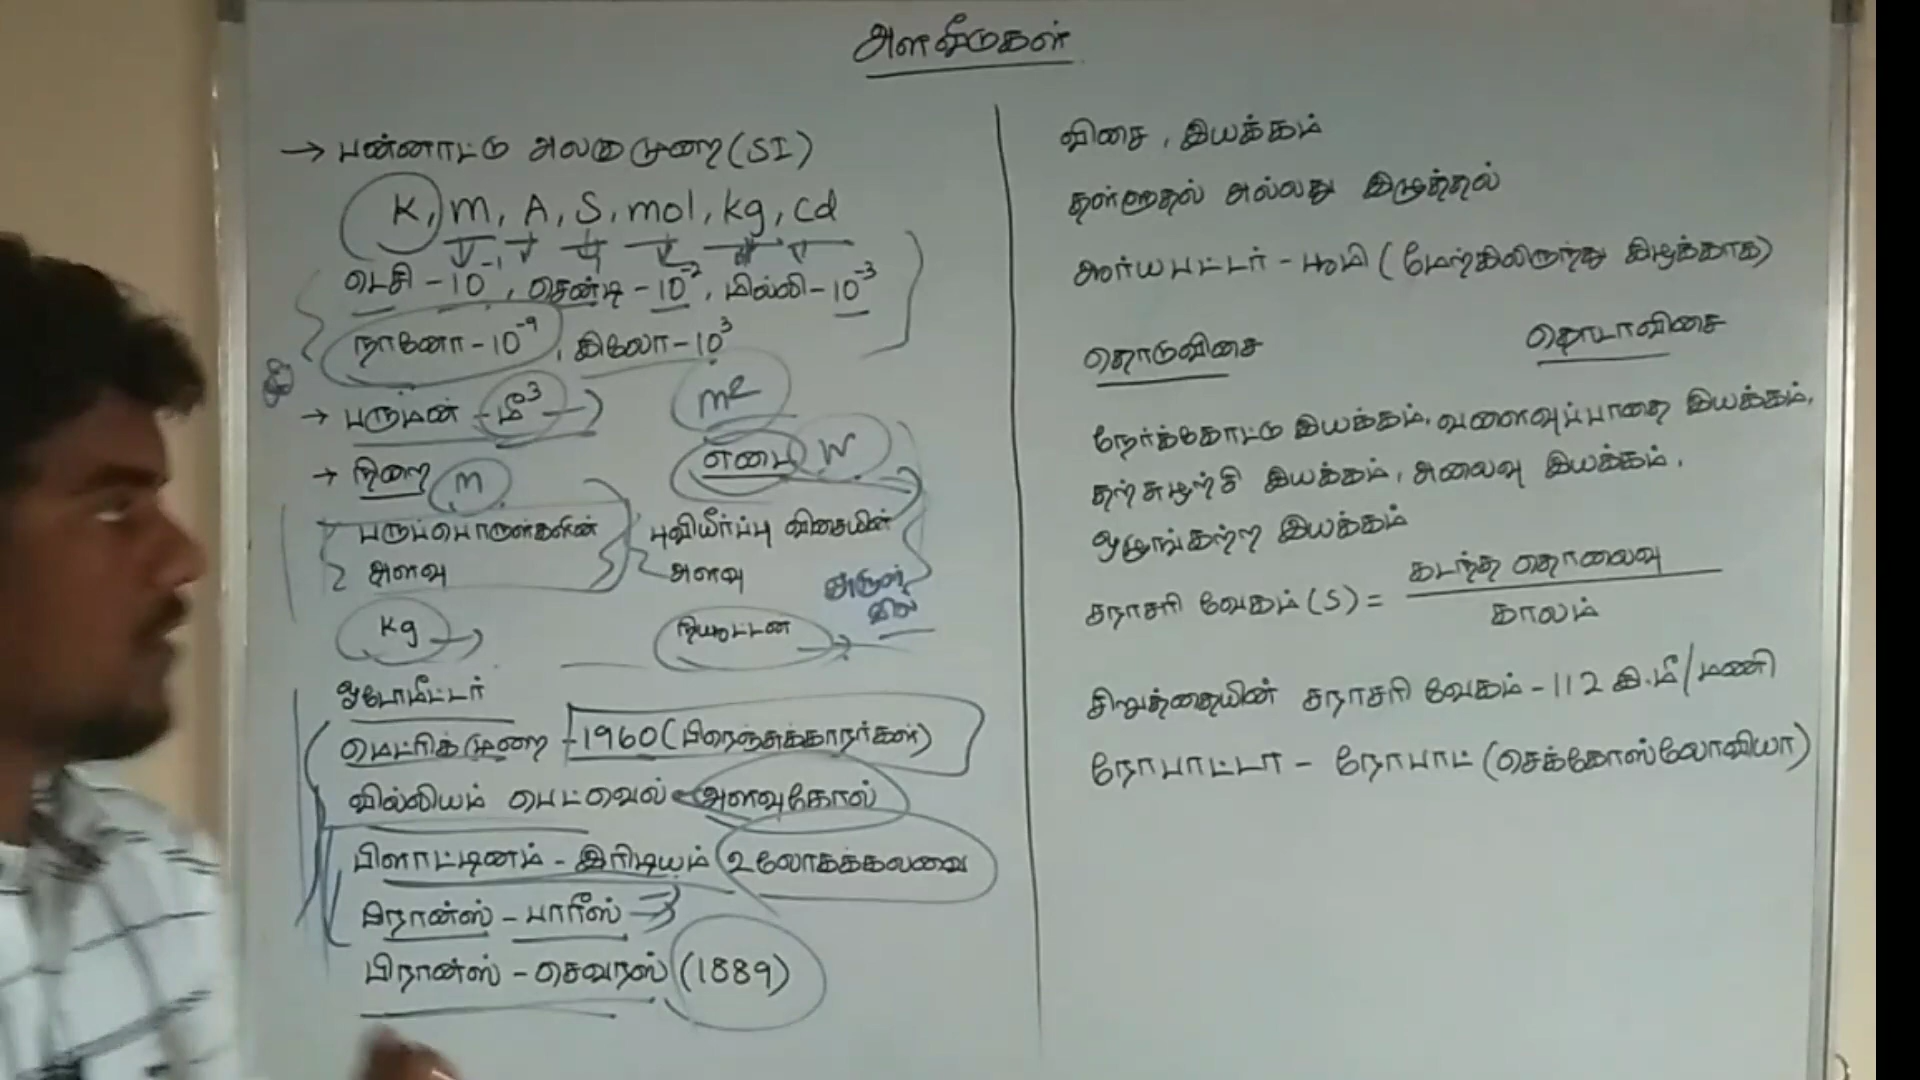 அளவீடுகள்
→ பன்னாட்டு அலகுமுறை (SI)
K, m, A, S, mol, kg, cd
டெசி - 10⁻¹, சென்டி - 10⁻², மில்லி - 10⁻³
நானோ - 10⁻⁹, கிலோ - 10³
→ பருமன் - மீ³
m²
→ நிறை m
எடை W
பருப்பொருள்களின்
அளவு
புவியீர்ப்பு விசையின்
அளவு
kg
நியூட்டன்
ஓடோமீட்டர்
மெட்ரிக்முறை - 1960 (பிரெஞ்சுக்காரர்கள்)
வில்லியம் பெட்வெல் அளவுகோல்
பிளாட்டினம் - இரிடியம் உலோகக்கலவை
பிரான்ஸ் - பாரீஸ்
பிரான்ஸ் - செவரஸ் (1889)
விசை, இயக்கம்
தள்ளுதல் அல்லது இழுத்தல்
ஆர்யபட்டர் - பூமி (மேற்கிலிருந்து கிழக்காக)
தொடுவிசை
தொடாவிசை
நேர்க்கோட்டு இயக்கம், வளைவுப்பாதை இயக்கம்,
தற்சுழற்சி இயக்கம், அலைவு இயக்கம்,
ஒழுங்கற்ற இயக்கம்
சராசரி வேகம் (S) = கடந்த தொலைவு
காலம்
சிறுத்தையின் சராசரி வேகம் - 112 கி.மீ/மணி
ரோபாட்டா - ரோபாட் (செக்கோஸ்லோவியா)